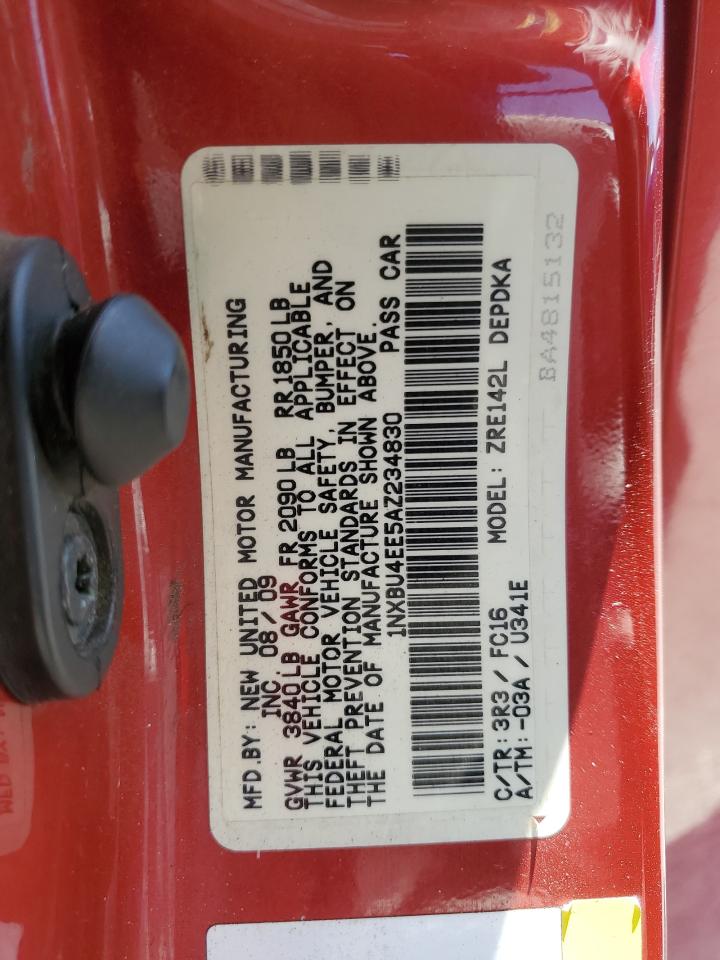 MFD.BY: NEW UNITED MOTOR MANUFACTURING
INC. 08/09
GVWR 3840LB GAWR FR 2090LB RR 1850LB
THIS VEHICLE CONFORMS TO ALL APPLICABLE
FEDERAL MOTOR VEHICLE SAFETY, BUMPER, AND
THEFT PREVENTION STANDARDS IN EFFECT ON
THE DATE OF MANUFACTURE SHOWN ABOVE.
1NXBU4EE5AZ234830 PASS CAR
C/TR: 3R3/FC16 MODEL: ZRE142L DEPDKA
A/TM: -03A/U341E
BA4815132